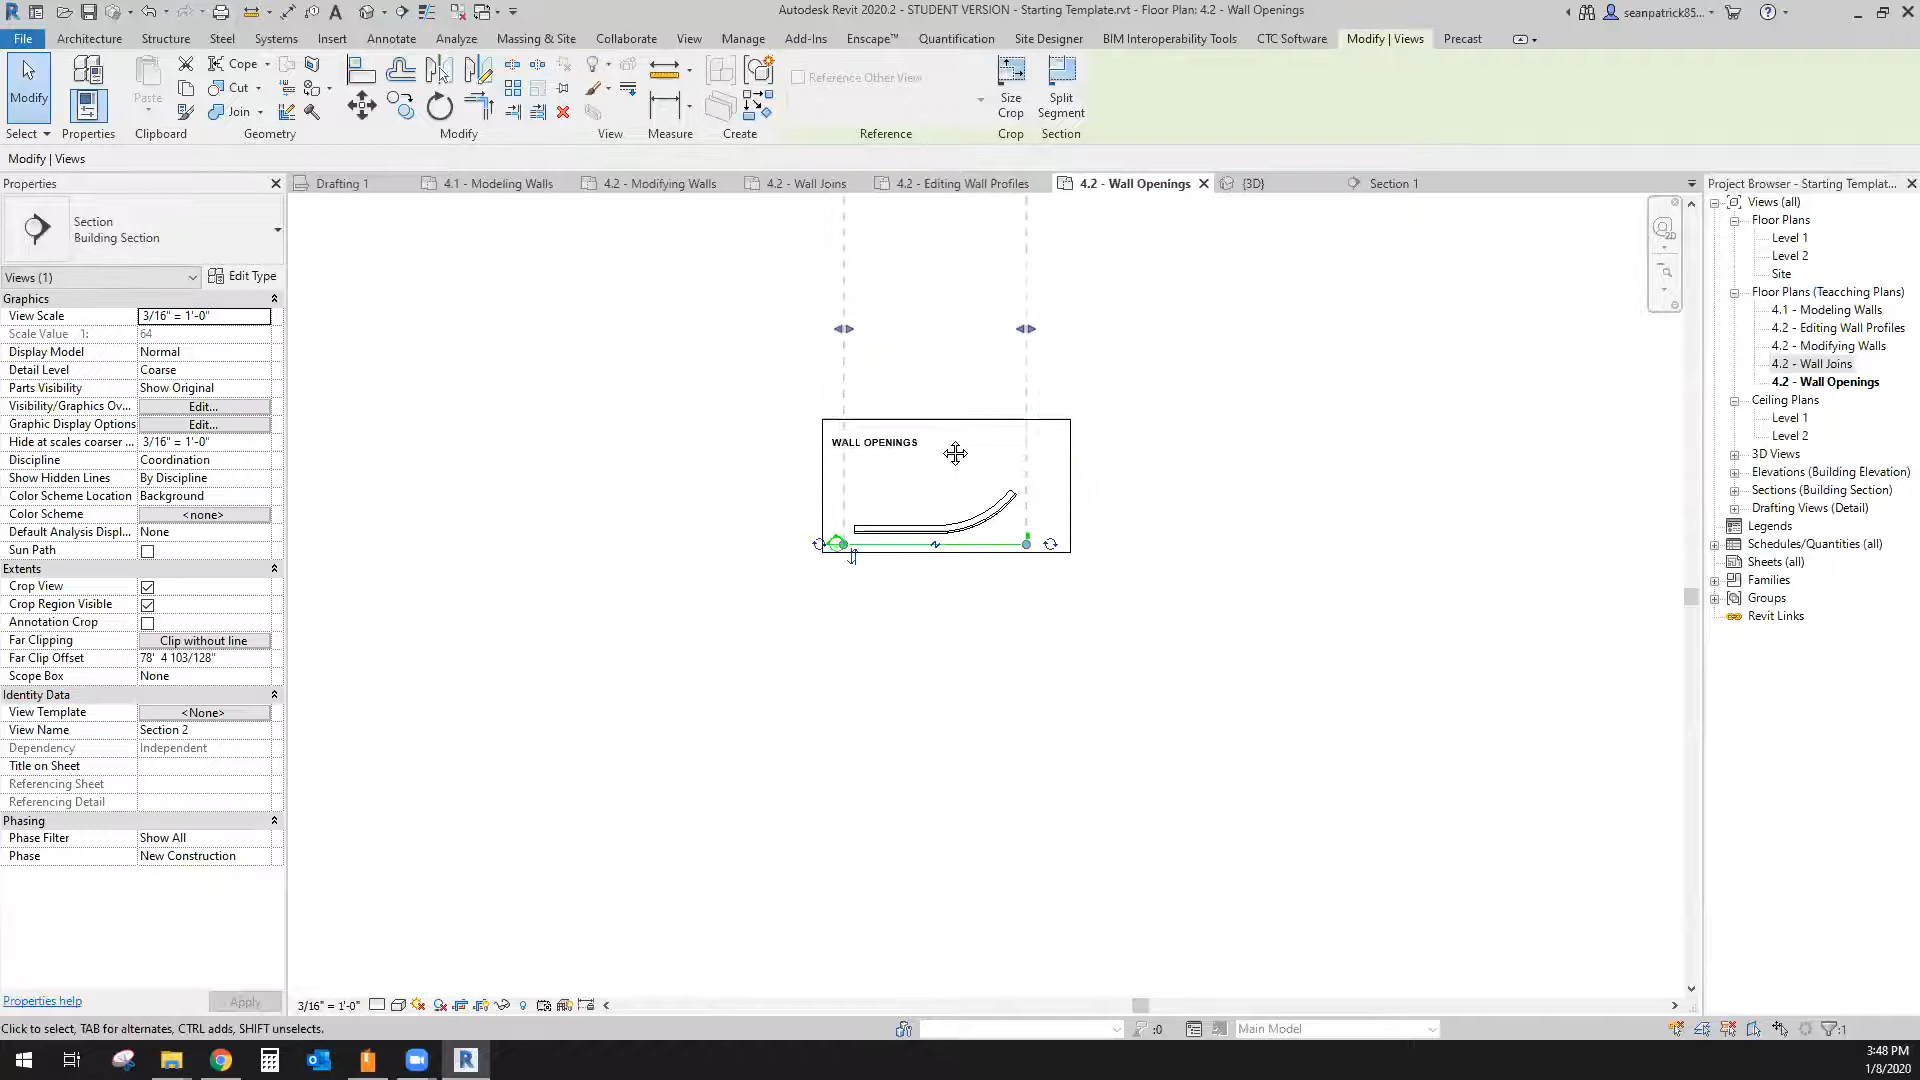 Autodesk Revit 2020.2 - STUDENT VERSION - Starting Template.rvt - Floor Plan: 4.2 - Wall Openings
seanpatrick85...
File Architecture Structure Steel Systems Insert Annotate Analyze Massing & Site Collaborate View Manage Add-Ins Enscape™ Quantification Site Designer BIM Interoperability Tools CTC Software Modify | Views Precast
Cope
Reference Other View
Modify Paste Cut Size Split
Join Crop Segment
Select Properties Clipboard Geometry Modify View Measure Create Reference Crop Section
Modify | Views
Properties Drafting 1 4.1 - Modeling Walls 4.2 - Modifying Walls 4.2 - Wall Joins 4.2 - Editing Wall Profiles 4.2 - Wall Openings {3D} Section 1 Project Browser - Starting Templat...
Section
Building Section
Views (1) Edit Type
Graphics
View Scale 3/16" = 1'-0"
Scale Value 1: 64
Display Model Normal
Detail Level Coarse
Parts Visibility Show Original
Visibility/Graphics Ov... Edit...
Graphic Display Options Edit...
Hide at scales coarser ... 3/16" = 1'-0"
Discipline Coordination
Show Hidden Lines By Discipline
Color Scheme Location Background
Color Scheme <none>
Default Analysis Displ... None
Sun Path
Extents
Crop View
Crop Region Visible
Annotation Crop
Far Clipping Clip without line
Far Clip Offset 78' 4 103/128"
Scope Box None
Identity Data
View Template <None>
View Name Section 2
Dependency Independent
Title on Sheet
Referencing Sheet
Referencing Detail
Phasing
Phase Filter Show All
Phase New Construction
Properties help Apply
WALL OPENINGS
Views (all)
Floor Plans
Level 1
Level 2
Site
Floor Plans (Teacching Plans)
4.1 - Modeling Walls
4.2 - Editing Wall Profiles
4.2 - Modifying Walls
4.2 - Wall Joins
4.2 - Wall Openings
Ceiling Plans
Level 1
Level 2
3D Views
Elevations (Building Elevation)
Sections (Building Section)
Drafting Views (Detail)
Legends
Schedules/Quantities (all)
Sheets (all)
Families
Groups
Revit Links
3/16" = 1'-0"
Click to select, TAB for alternates, CTRL adds, SHIFT unselects. :0 Main Model :1
3:48 PM
1/8/2020